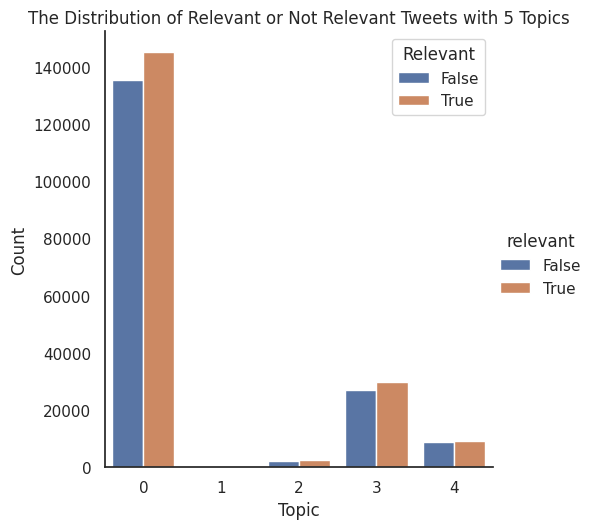 The Distribution of Relevant or Not Relevant Tweets with 5 Topics
Relevant
False
True
140000
120000
100000
80000
60000
40000
20000
0
Count
relevant
False
True
0 1 2 3 4
Topic